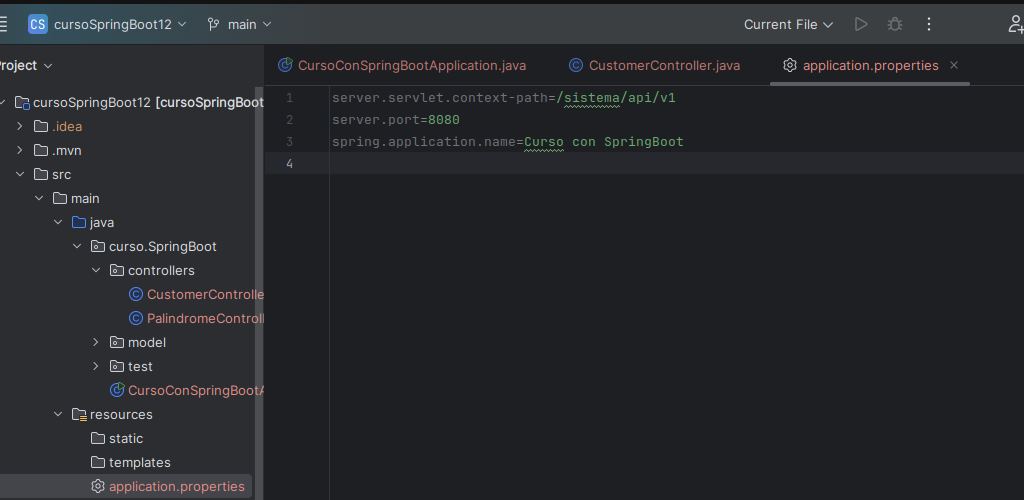 CS cursoSpringBoot12 main Current File
Project
CursoConSpringBootApplication.java CustomerController.java application.properties
cursoSpringBoot12 [cursoSpringBoot
.idea
.mvn
src
main
java
curso.SpringBoot
controllers
CustomerControlle
PalindromeControl
model
test
CursoConSpringBootA
resources
static
templates
application.properties
1 server.servlet.context-path=/sistema/api/v1
2 server.port=8080
3 spring.application.name=Curso con SpringBoot
4